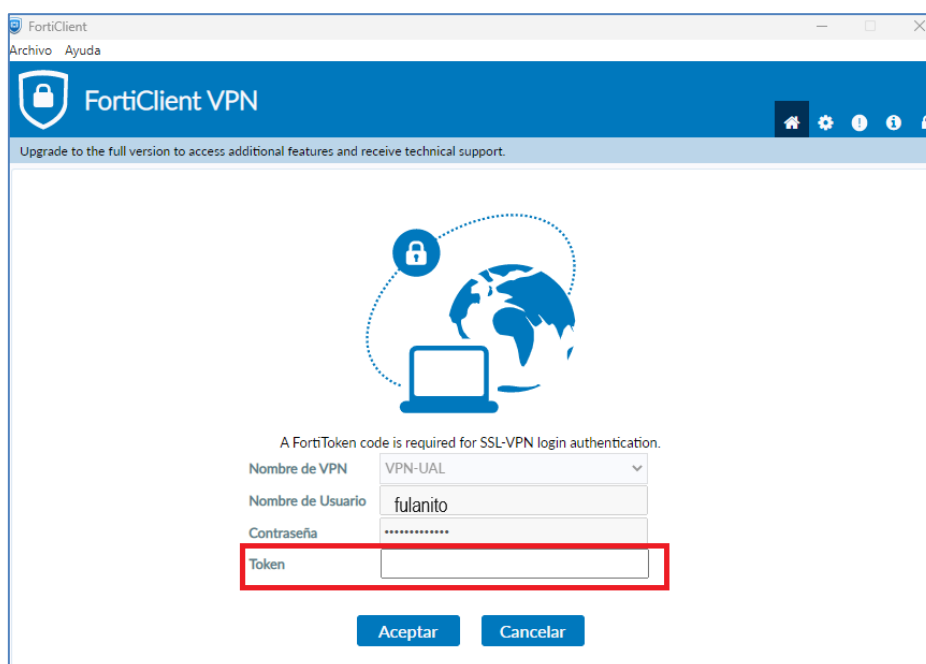 FortiClient
Archivo Ayuda
FortiClient VPN
Upgrade to the full version to access additional features and receive technical support.
A FortiToken code is required for SSL-VPN login authentication.
Nombre de VPN VPN-UAL
Nombre de Usuario fulanito
Contraseña •••••••••••••
Token
Aceptar Cancelar